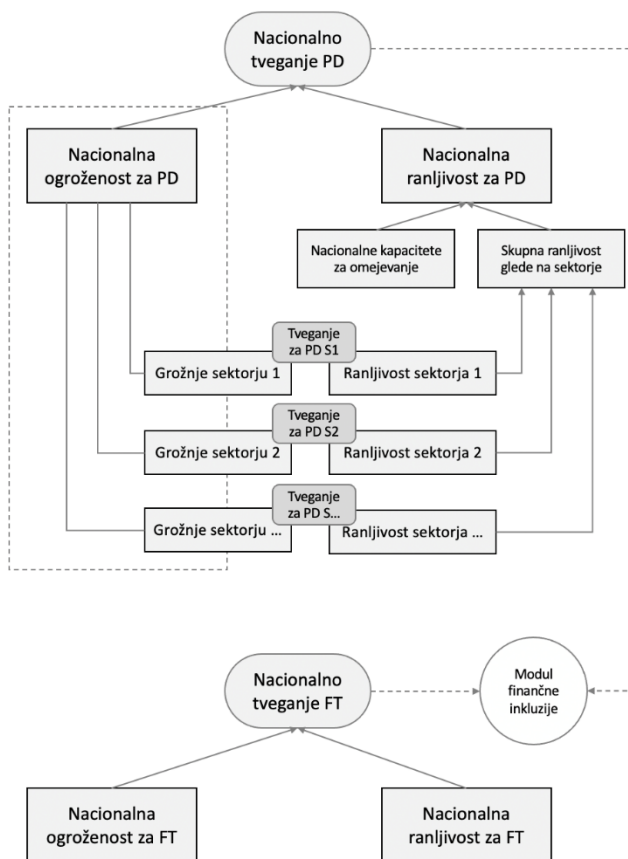 Nacionalno
tveganje PD
Nacionalna
ogroženost za PD
Nacionalna
ranljivost za PD
Nacionalne kapacitete
za omejevanje
Skupna ranljivost
glede na sektorje
Tveganje
za PD S1
Grožnje sektorju 1
Ranljivost sektorja 1
Tveganje
za PD S2
Grožnje sektorju 2
Ranljivost sektorja 2
Tveganje
za PD S...
Grožnje sektorju ...
Ranljivost sektorja ...
Nacionalno
tveganje FT
Modul
finančne
inkluzije
Nacionalna
ogroženost za FT
Nacionalna
ranljivost za FT